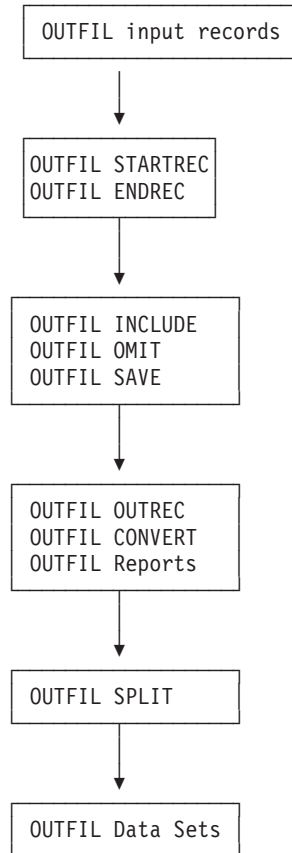 OUTFIL input records
OUTFIL STARTREC
OUTFIL ENDREC
OUTFIL INCLUDE
OUTFIL OMIT
OUTFIL SAVE
OUTFIL OUTREC
OUTFIL CONVERT
OUTFIL Reports
OUTFIL SPLIT
OUTFIL Data Sets